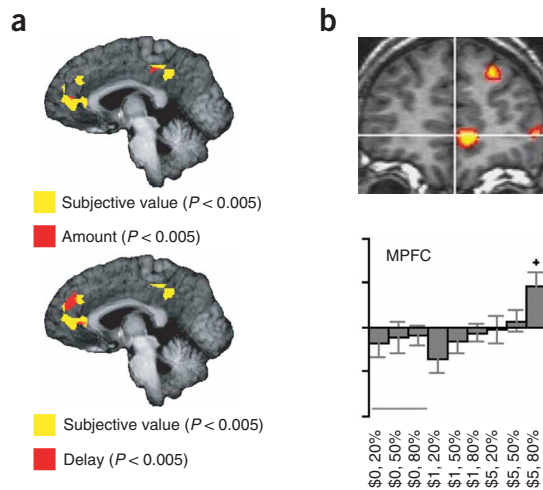 a
Subjective value (P < 0.005)
Amount (P < 0.005)
Subjective value (P < 0.005)
Delay (P < 0.005)
b
MPFC
+
$0, 20%
$0, 50%
$0, 80%
$1, 20%
$1, 50%
$1, 80%
$5, 20%
$5, 50%
$5, 80%